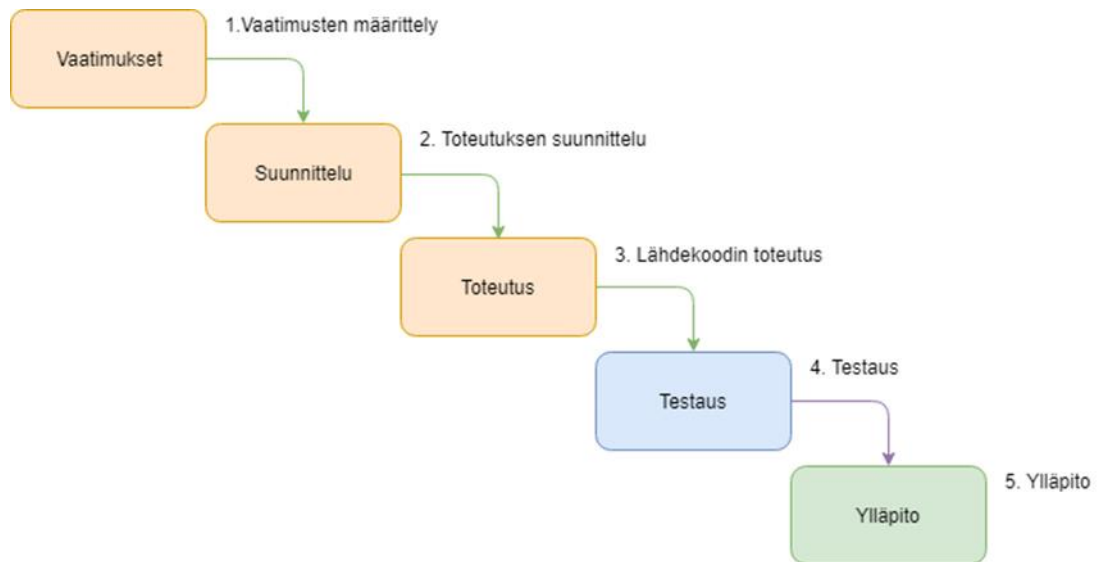 1.Vaatimusten määrittely
Vaatimukset
2. Toteutuksen suunnittelu
Suunnittelu
3. Lähdekoodin toteutus
Toteutus
4. Testaus
Testaus
5. Ylläpito
Ylläpito